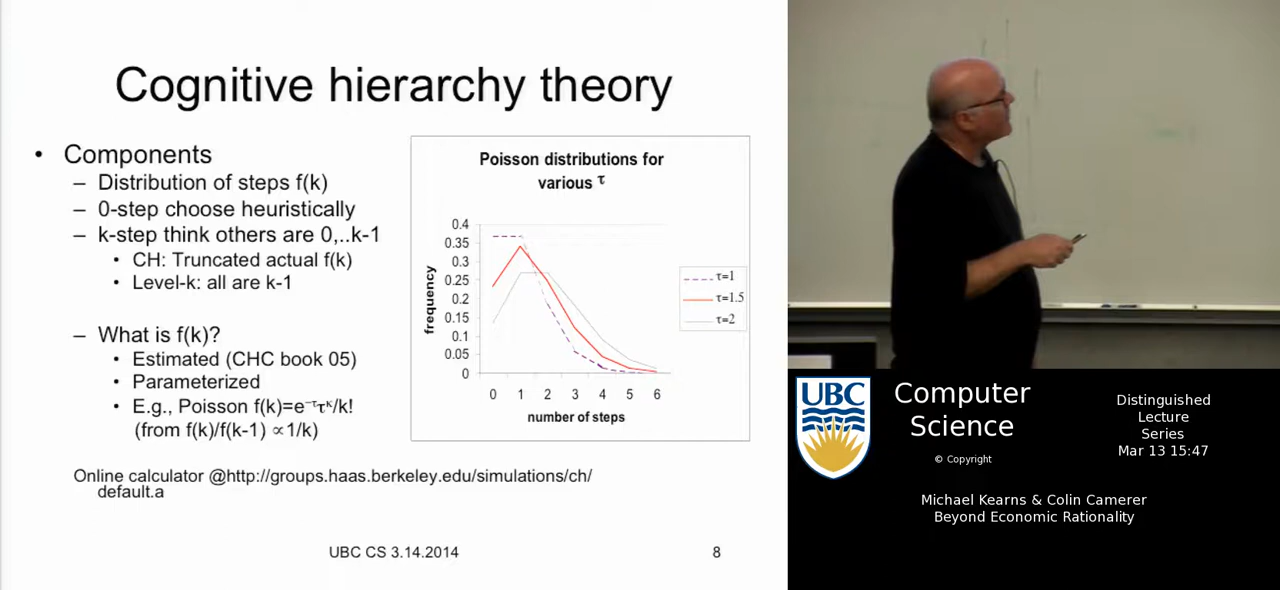 Cognitive hierarchy theory
• Components
– Distribution of steps f(k)
– 0-step choose heuristically
– k-step think others are 0,..k-1
• CH: Truncated actual f(k)
• Level-k: all are k-1
– What is f(k)?
• Estimated (CHC book 05)
• Parameterized
• E.g., Poisson f(k)=e⁻τκ/k!
(from f(k)/f(k-1) ∝1/k)
Online calculator @http://groups.haas.berkeley.edu/simulations/ch/
default.a
Poisson distributions for
various τ
frequency
0.4
0.35
0.3
0.25
0.2
0.15
0.1
0.05
0
0 1 2 3 4 5 6
number of steps
τ=1
τ=1.5
τ=2
UBC CS 3.14.2014
8
UBC
Computer
Science
© Copyright
Distinguished
Lecture
Series
Mar 13 15:47
Michael Kearns & Colin Camerer
Beyond Economic Rationality